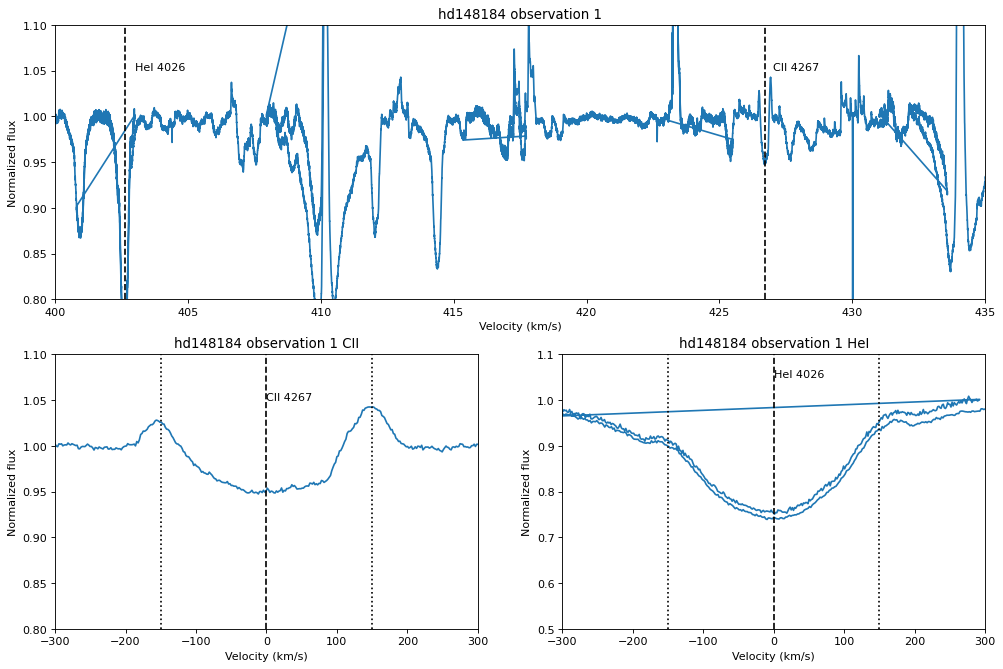 hd148184 observation 1
Normalized flux
1.10
1.05
1.00
0.95
0.90
0.85
0.80
HeI 4026
CII 4267
400 405 410 415 420 425 430 435
Velocity (km/s)
hd148184 observation 1 CII
Normalized flux
1.10
1.05
1.00
0.95
0.90
0.85
0.80
CII 4267
−300 −200 −100 0 100 200 300
Velocity (km/s)
hd148184 observation 1 HeI
Normalized flux
1.1
1.0
0.9
0.8
0.7
0.6
0.5
HeI 4026
−300 −200 −100 0 100 200 300
Velocity (km/s)